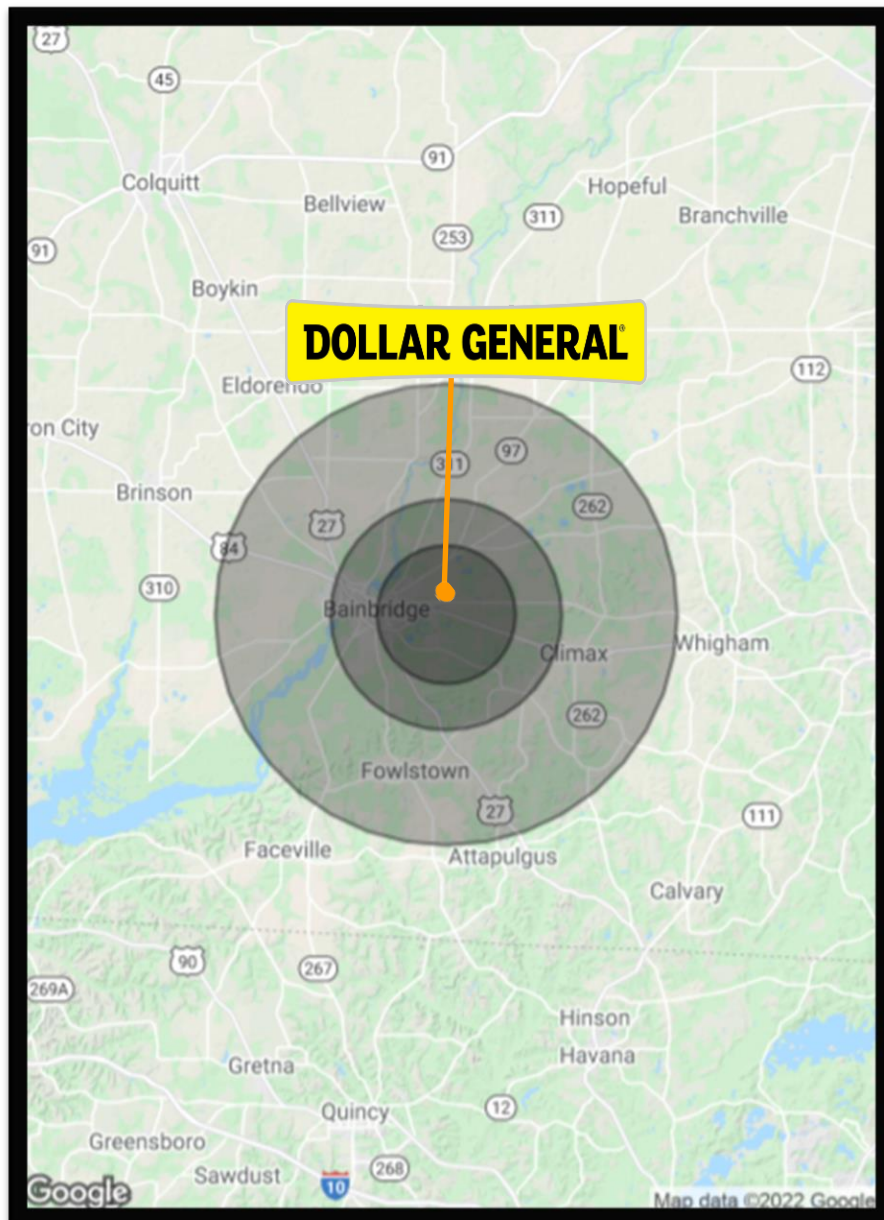 27
45
91
Colquitt
Hopeful
Bellview
311
Branchville
253
91
Boykin
DOLLAR GENERAL®
112
Eldorendo
ron City
97
311
Brinson
262
27
84
310
Bainbridge
Whigham
Climax
262
Fowlstown
27
111
Faceville
Attapulgus
Calvary
90
267
269A
Hinson
Havana
Gretna
12
Quincy
Greensboro
268
Sawdust
10
Google
Map data ©2022 Google